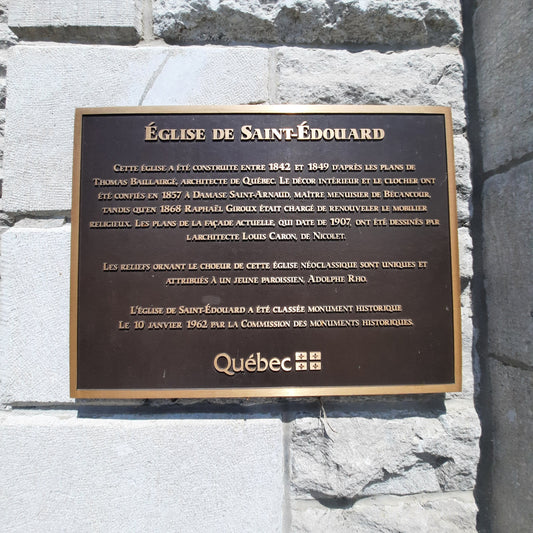 ÉGLISE DE SAINT-ÉDOUARD
CETTE ÉGLISE A ÉTÉ CONSTRUITE ENTRE 1842 ET 1849 D'APRÈS LES PLANS DE
THOMAS BAILLAIRGÉ, ARCHITECTE DE QUÉBEC. LE DÉCOR INTÉRIEUR ET LE CLOCHER ONT
ÉTÉ CONFIÉS EN 1857 À DAMASE SAINT-ARNAUD, MAÎTRE MENUISIER DE BÉCANCOUR,
TANDIS QU'EN 1868 RAPHAËL GIROUX ÉTAIT CHARGÉ DE RENOUVELER LE MOBILIER
RELIGIEUX. LES PLANS DE LA FAÇADE ACTUELLE, QUI DATE DE 1907, ONT ÉTÉ DESSINÉS PAR
L'ARCHITECTE LOUIS CARON, DE NICOLET.
LES RELIEFS ORNANT LE CHOEUR DE CETTE ÉGLISE NÉOCLASSIQUE SONT UNIQUES ET
ATTRIBUÉS À UN JEUNE PAROISSIEN, ADOLPHE RHO.
L'ÉGLISE DE SAINT-ÉDOUARD A ÉTÉ CLASSÉE MONUMENT HISTORIQUE
LE 10 JANVIER 1962 PAR LA COMMISSION DES MONUMENTS HISTORIQUES.
Québec